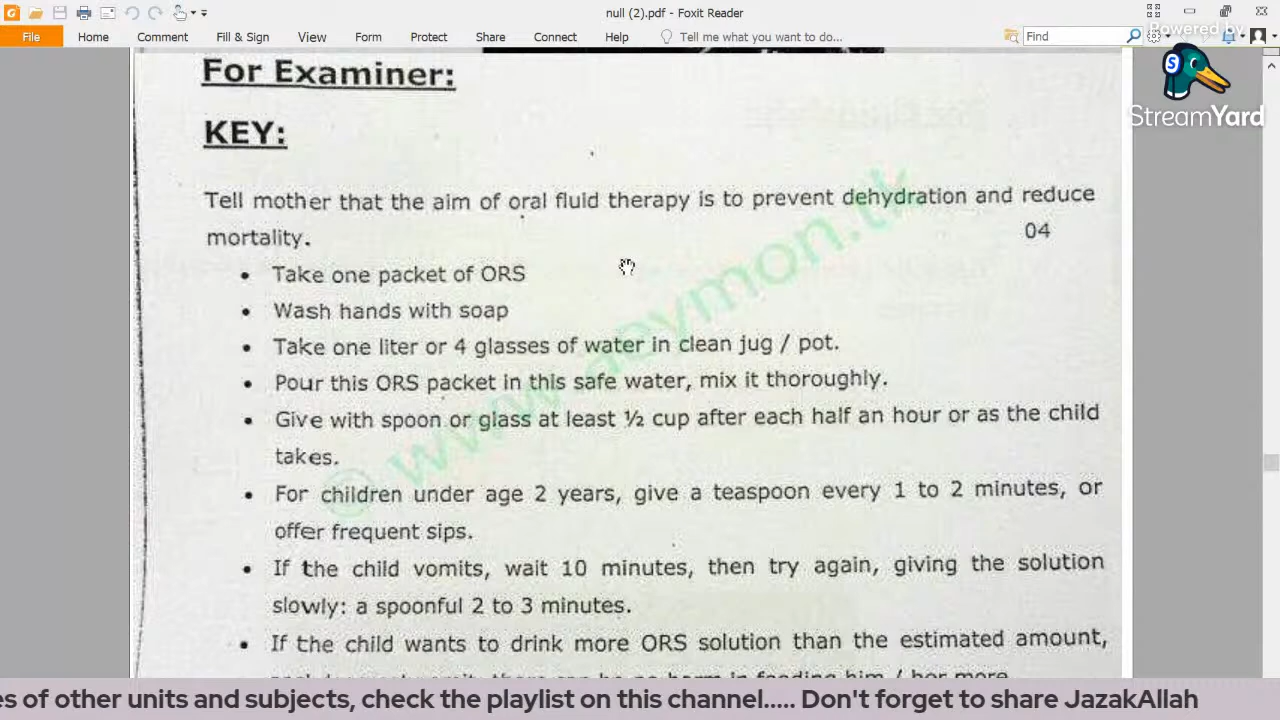 null (2).pdf - Foxit Reader
File Home Comment Fill & Sign View Form Protect Share Connect Help Tell me what you want to do... Find
Powered by
StreamYard
For Examiner:
KEY:
Tell mother that the aim of oral fluid therapy is to prevent dehydration and reduce
mortality. 04
• Take one packet of ORS
• Wash hands with soap
• Take one liter or 4 glasses of water in clean jug / pot.
• Pour this ORS packet in this safe water, mix it thoroughly.
• Give with spoon or glass at least ½ cup after each half an hour or as the child
takes.
• For children under age 2 years, give a teaspoon every 1 to 2 minutes, or
offer frequent sips.
• If the child vomits, wait 10 minutes, then try again, giving the solution
slowly: a spoonful 2 to 3 minutes.
• If the child wants to drink more ORS solution than the estimated amount,
© www.aeymon.tk
es of other units and subjects, check the playlist on this channel..... Don't forget to share JazakAllah